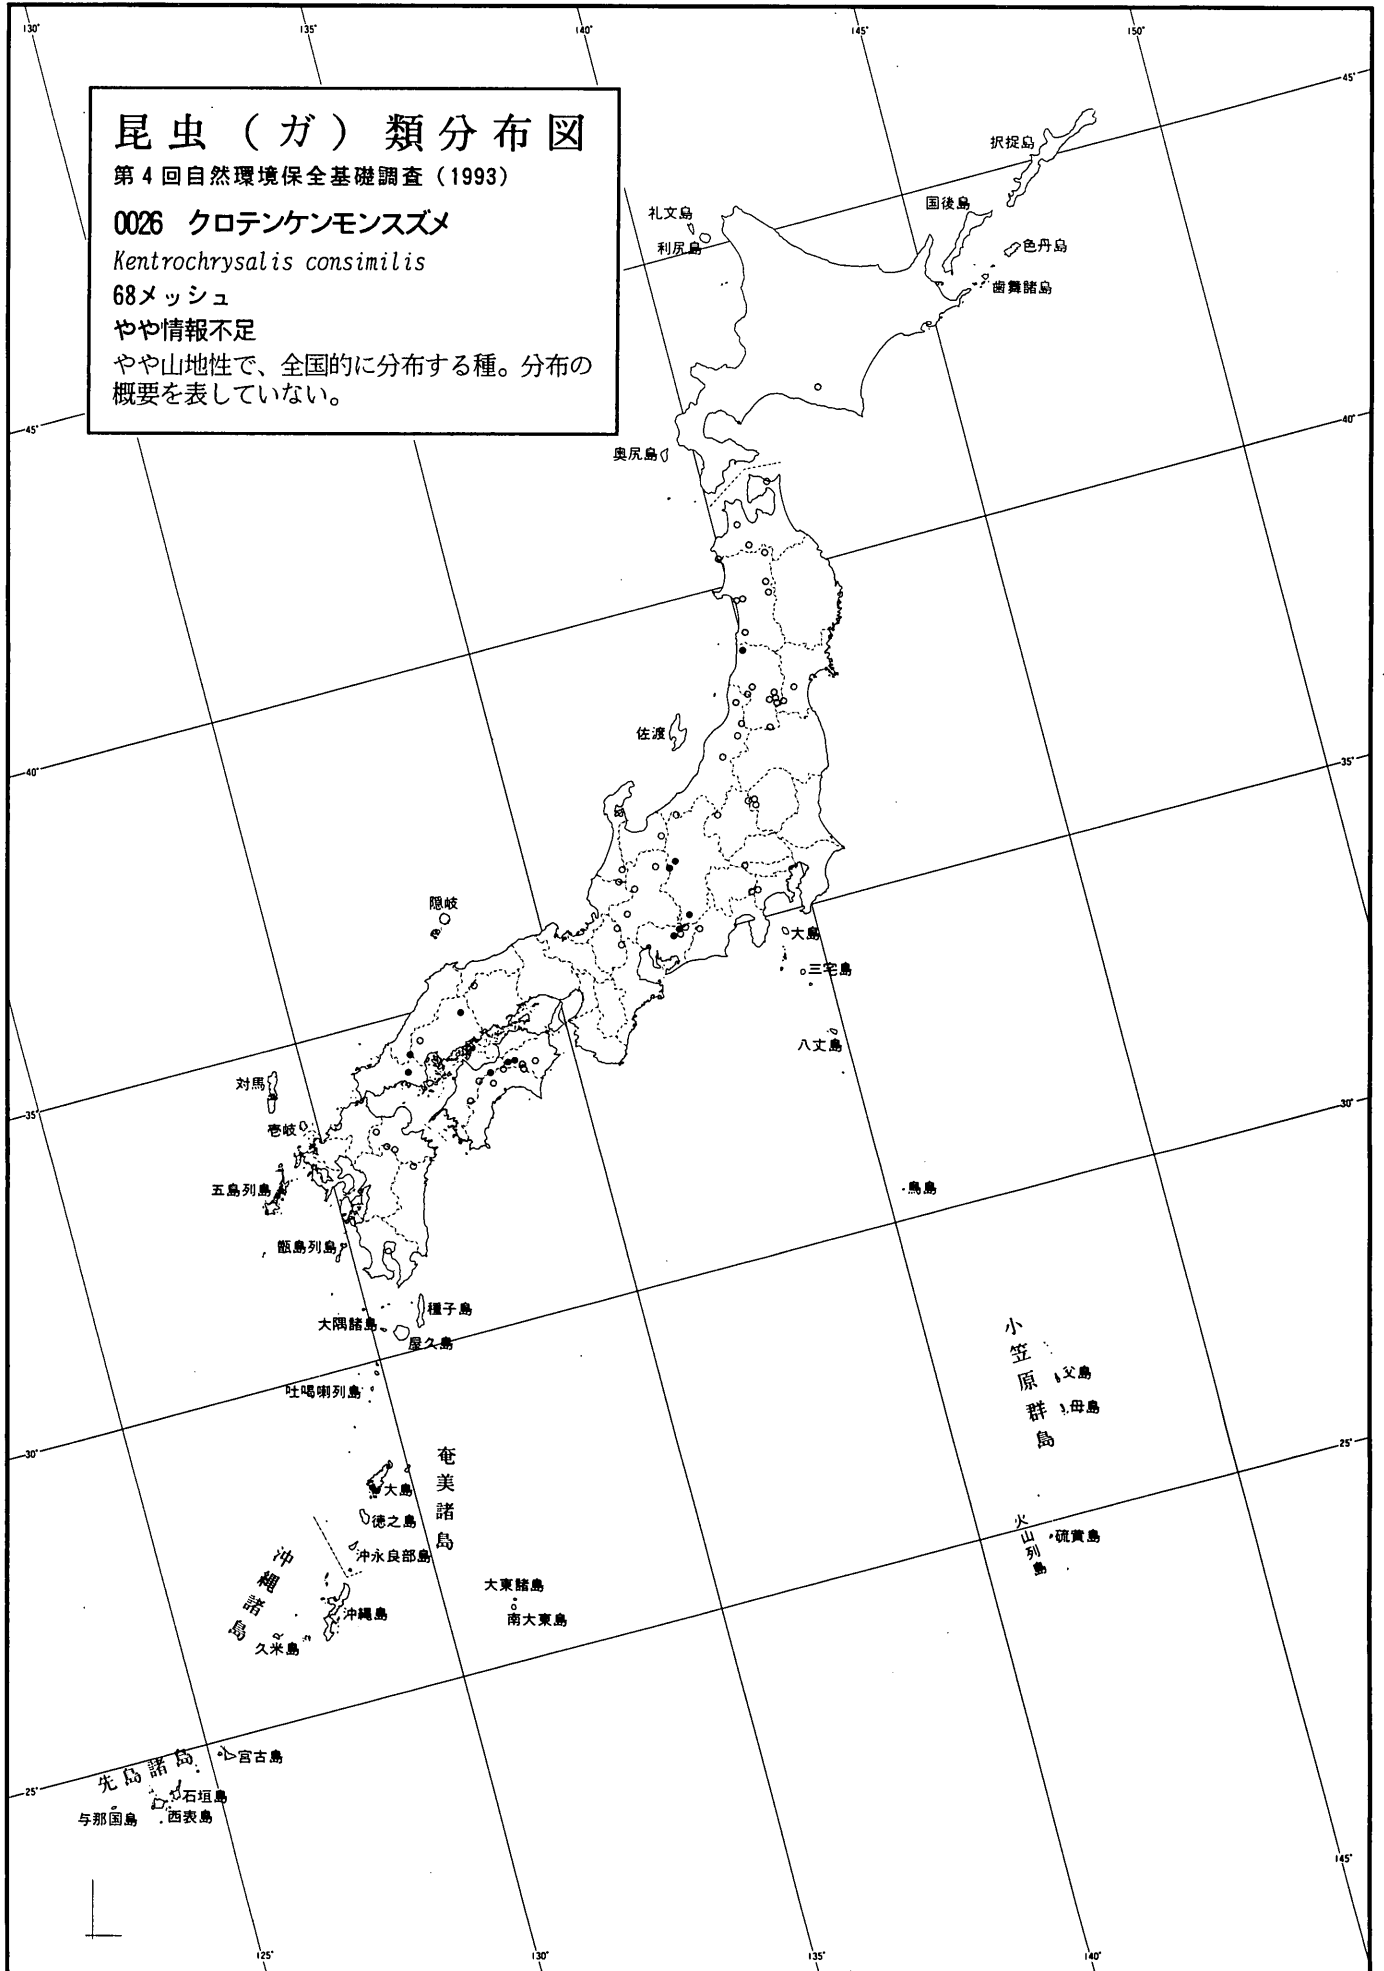 130°
135°
140°
145°
150°
45°
昆虫（ガ）類分布図
第4回自然環境保全基礎調査（1993）
0026 クロテンケンモンスズメ
Kentrochrysalis consimilis
68メッシュ
やや情報不足
やや山地性で、全国的に分布する種。分布の
概要を表していない。
択捉島
国後島
色丹島
歯舞諸島
礼文島
利尻島
45°
40°
奥尻島
佐渡
40°
35°
隠岐
大島
三宅島
八丈島
対馬
35°
壱岐
30°
五島列島
鳥島
甑島列島
種子島
大隅諸島
屋久島
吐喝喇列島
小笠原群島
父島
母島
30°
25°
奄美諸島
大島
徳之島
沖永良部島
火山列島
硫黄島
沖縄諸島
沖縄島
久米島
大東諸島
南大東島
先島諸島
宮古島
25°
石垣島
西表島
与那国島
145°
125°
130°
135°
140°